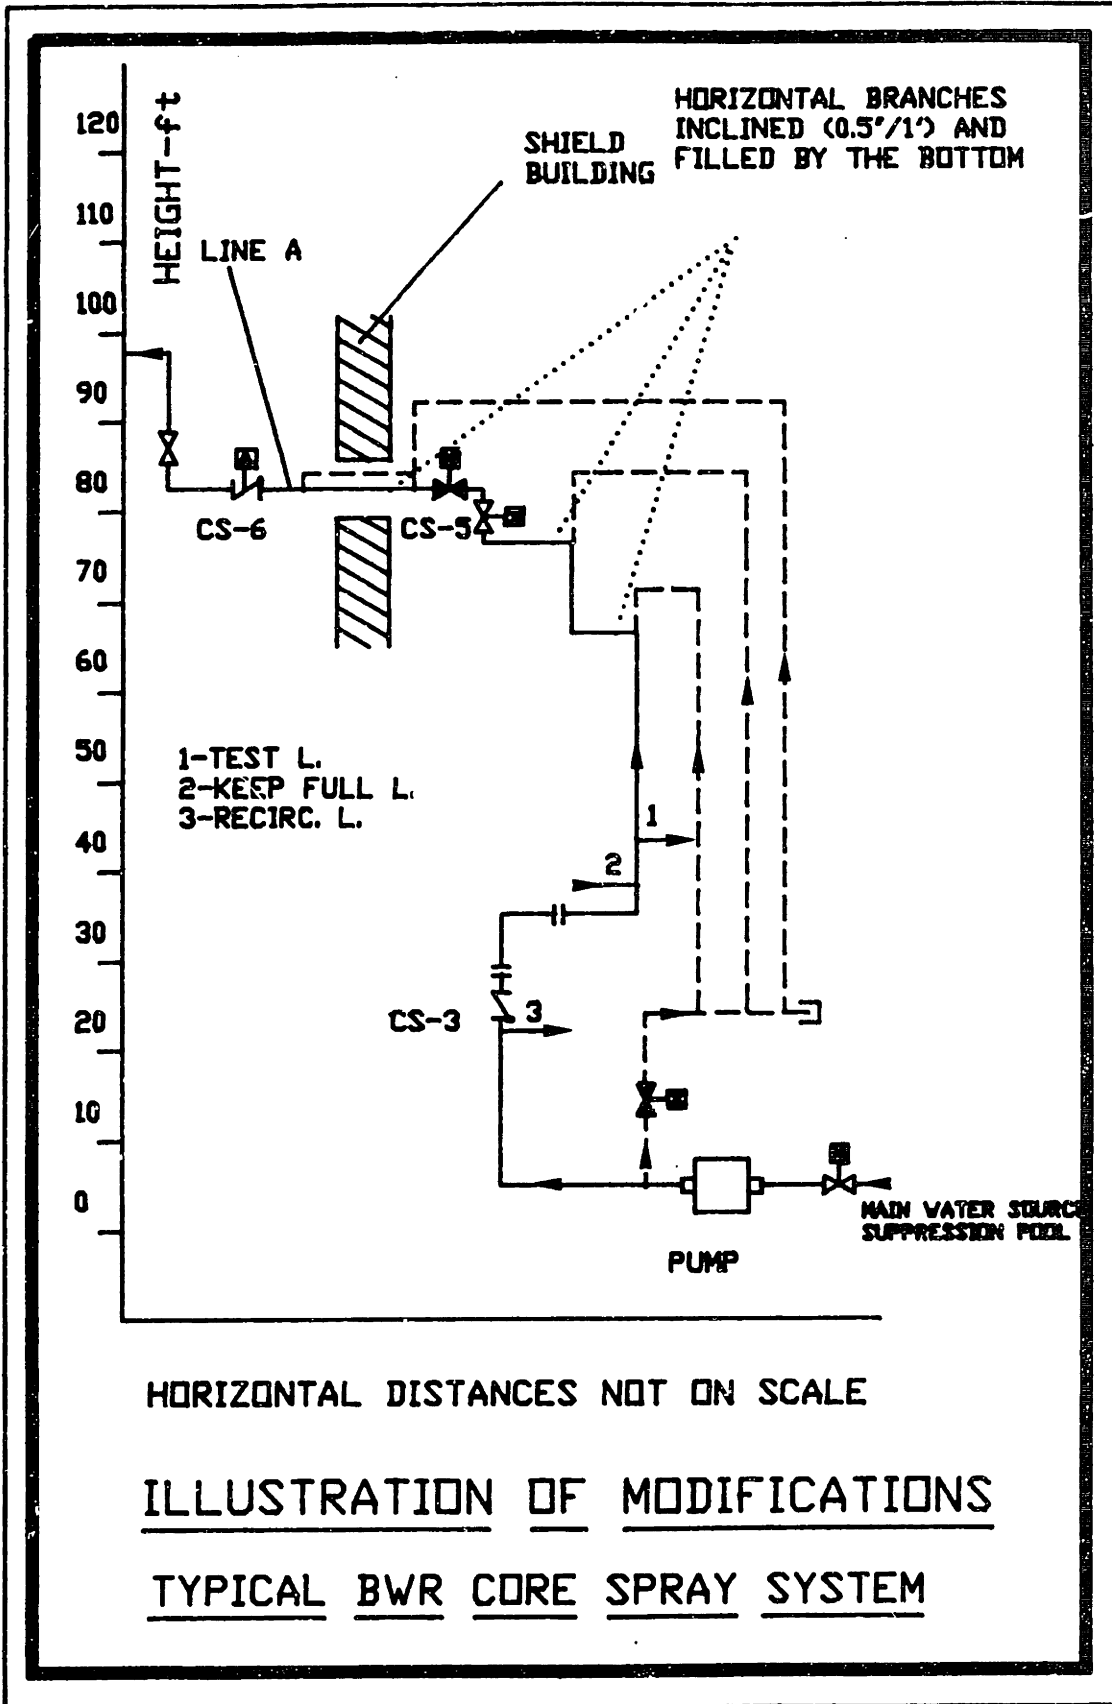 HEIGHT-ft
120
110
100
90
80
70
60
50
40
30
20
10
0
HORIZONTAL BRANCHES
INCLINED (0.5"/1') AND
FILLED BY THE BOTTOM
SHIELD
BUILDING
LINE A
CS-6
CS-5
1-TEST L.
2-KEEP FULL L.
3-RECIRC. L.
1
2
CS-3
3
MAIN WATER SOURCE
SUPPRESSION POOL
PUMP
HORIZONTAL DISTANCES NOT ON SCALE
ILLUSTRATION OF MODIFICATIONS
TYPICAL BWR CORE SPRAY SYSTEM